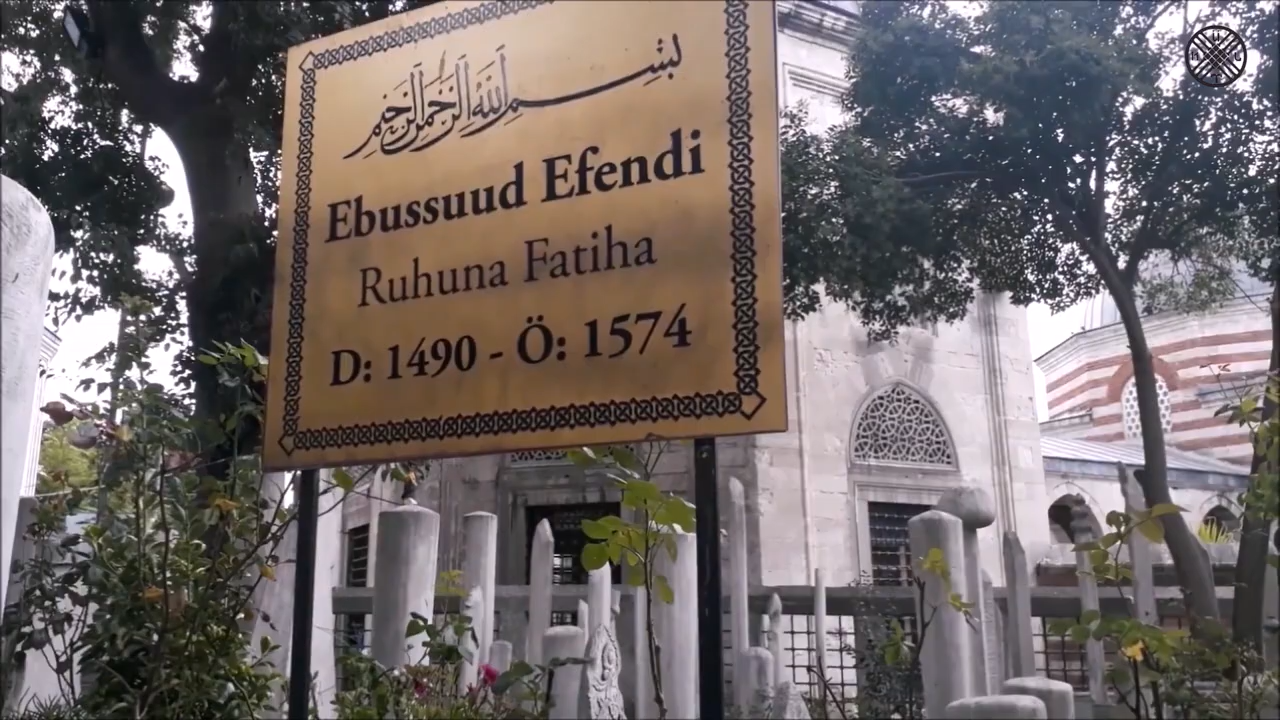 بسم الله الرحمن الرحيم
Ebussuud Efendi
Ruhuna Fatiha
D: 1490 - Ö: 1574